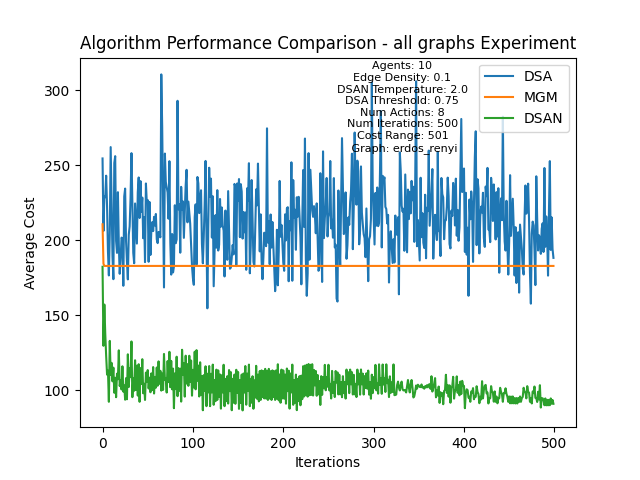 Algorithm Performance Comparison - all graphs Experiment
Agents: 10
Edge Density: 0.1
DSAN Temperature: 2.0
DSA Threshold: 0.75
Num Actions: 8
Num Iterations: 500
Cost Range: 501
Graph: erdos_renyi
DSA
MGM
DSAN
Average Cost
300
250
200
150
100
0
100
200
300
400
500
Iterations